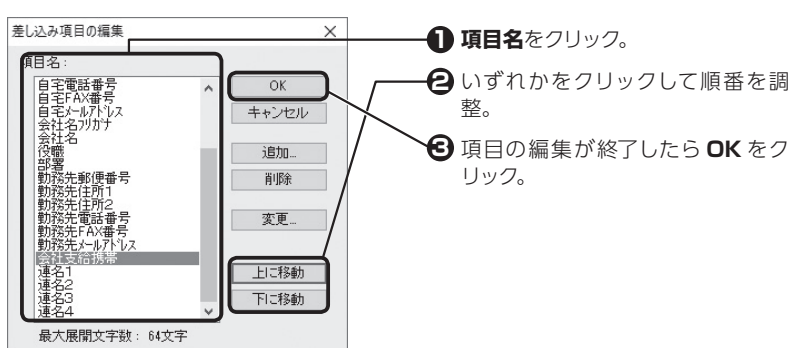 差し込み項目の編集
項目名:
自宅電話番号
自宅FAX番号
自宅メールアドレス
会社名フリガナ
会社名
役職
部署
勤務先郵便番号
勤務先住所1
勤務先住所2
勤務先電話番号
勤務先FAX番号
勤務先メールアドレス
会社支給携帯
連名1
連名2
連名3
連名4
最大展開文字数: 64文字
OK
キャンセル
追加...
削除
変更...
上に移動
下に移動
❶ 項目名をクリック。
❷ いずれかをクリックして順番を調
整。
❸ 項目の編集が終了したら OK をク
リック。